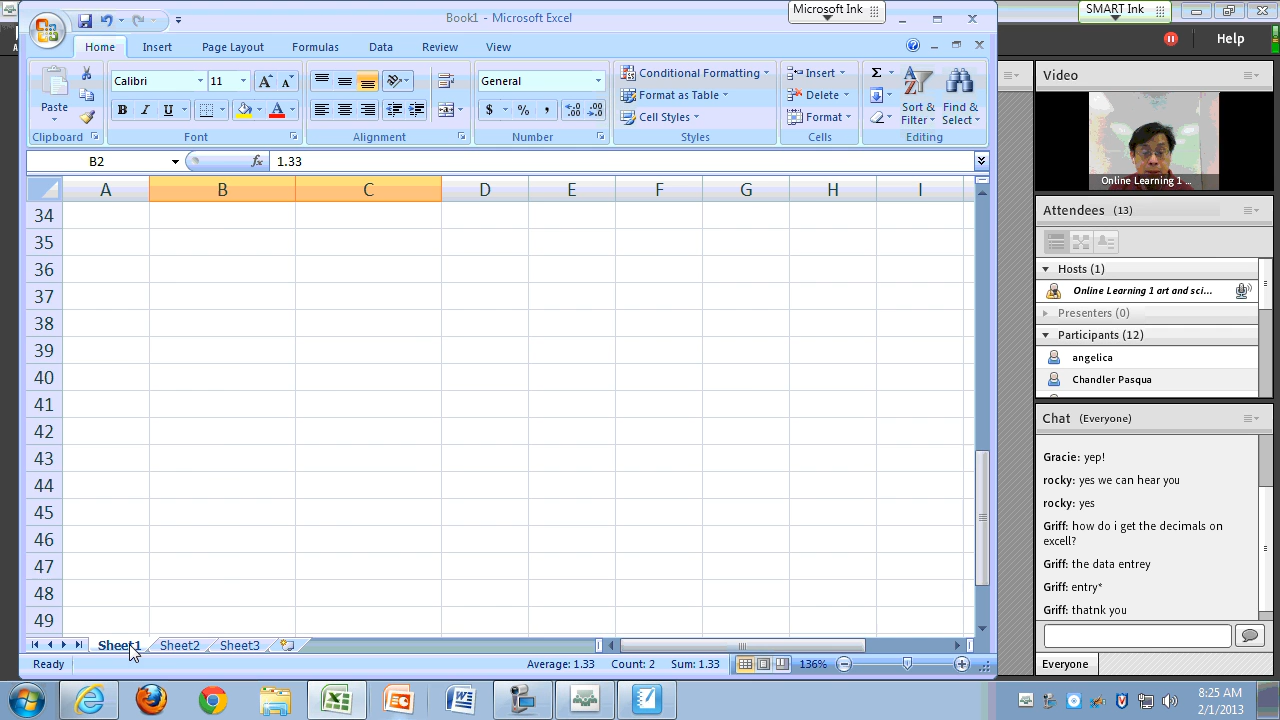 Book1 - Microsoft Excel
Microsoft Ink
SMART Ink
Home Insert Page Layout Formulas Data Review View
Help
Calibri 11 General
Paste
Conditional Formatting
Format as Table
Cell Styles
Insert
Delete
Format
Sort & Filter
Find & Select
Clipboard Font Alignment Number Styles Cells Editing
B2 fx 1.33
A B C D E F G H I
34
35
36
37
38
39
40
41
42
43
44
45
46
47
48
49
Sheet1 Sheet2 Sheet3
Ready Average: 1.33 Count: 2 Sum: 1.33 136%
Video
Online Learning 1 ...
Attendees (13)
Hosts (1)
Online Learning 1 art and sci...
Presenters (0)
Participants (12)
angelica
Chandler Pasqua
Chat (Everyone)
Gracie: yep!
rocky: yes we can hear you
rocky: yes
Griff: how do i get the decimals on
excell?
Griff: the data entrey
Griff: entry*
Griff: thatnk you
Everyone
8:25 AM
2/1/2013